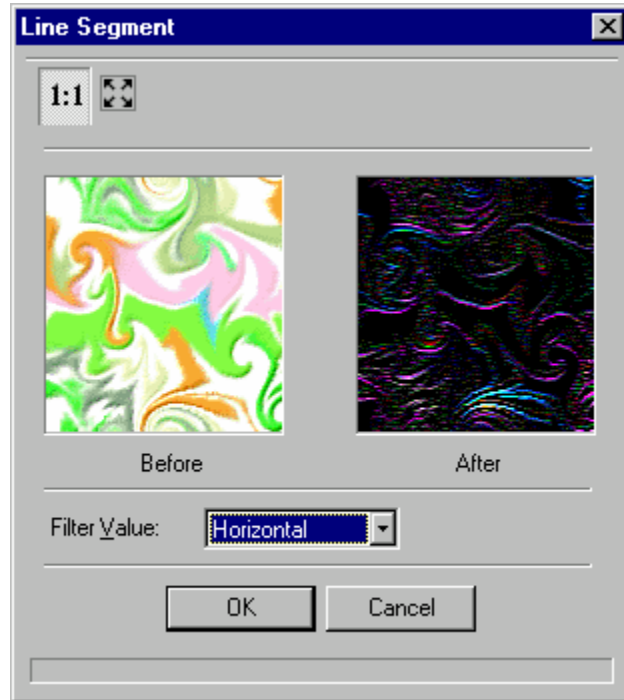 Line Segment
1:1
Before After
Filter Value: Horizontal
OK Cancel